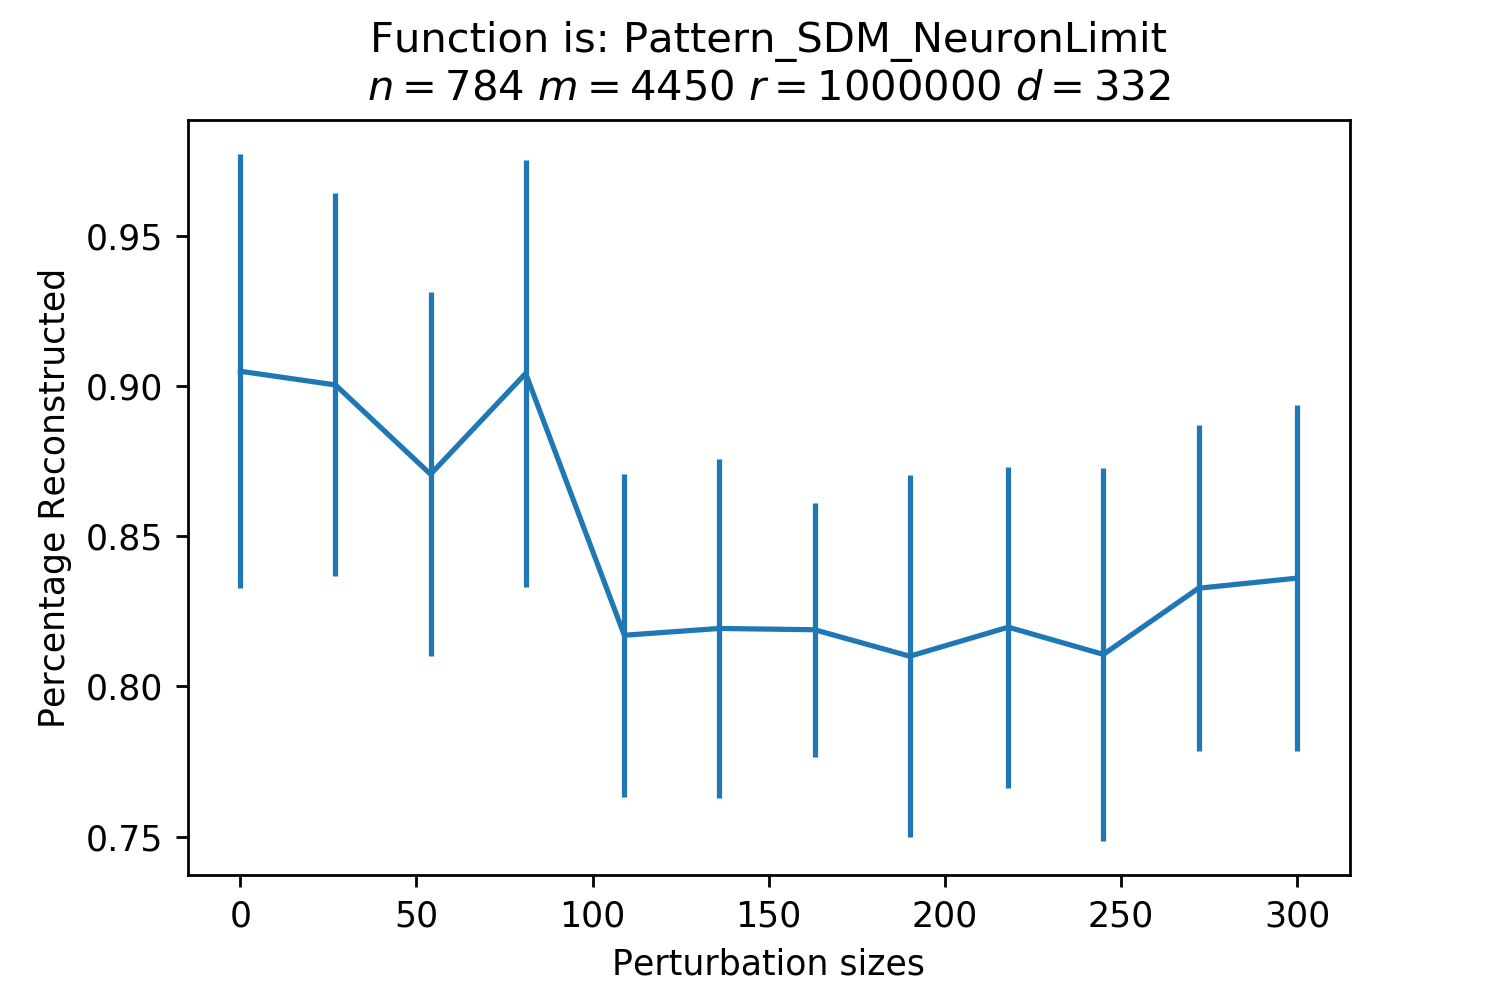 Function is: Pattern_SDM_NeuronLimit
n = 784 m = 4450 r = 1000000 d = 332
Percentage Reconstructed
0.95
0.90
0.85
0.80
0.75
0 50 100 150 200 250 300
Perturbation sizes